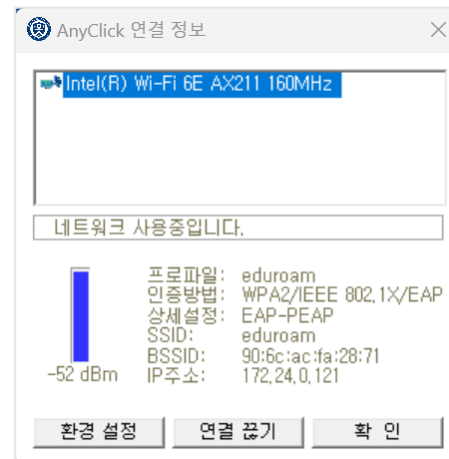 AnyClick 연결 정보
Intel(R) Wi-Fi 6E AX211 160MHz
네트워크 사용중입니다.
프로파일: eduroam
인증방법: WPA2/IEEE 802.1X/EAP
상세설정: EAP-PEAP
SSID: eduroam
BSSID: 90:6c:ac:fa:28:71
-52 dBm IP주소: 172.24.0.121
환경 설정 연결 끊기 확 인